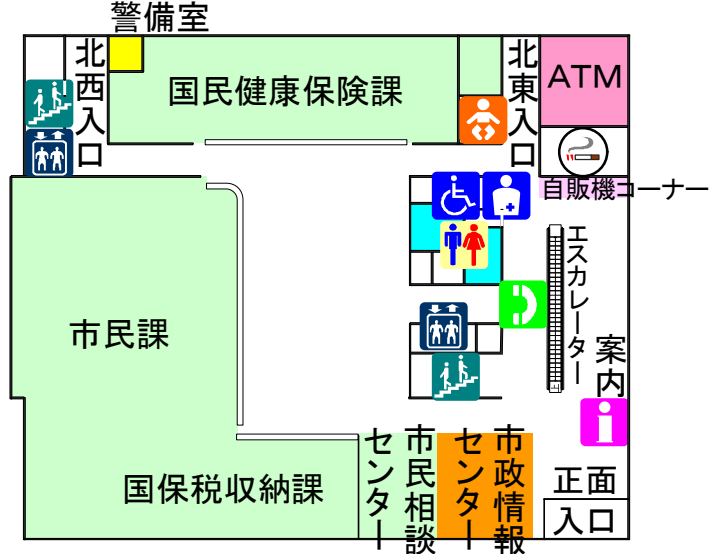 警備室
北西入口
国民健康保険課
北東入口
ATM
自販機コーナー
エスカレーター
市民課
案内
国保税収納課
市民相談
センター
市政情報
センター
正面
入口